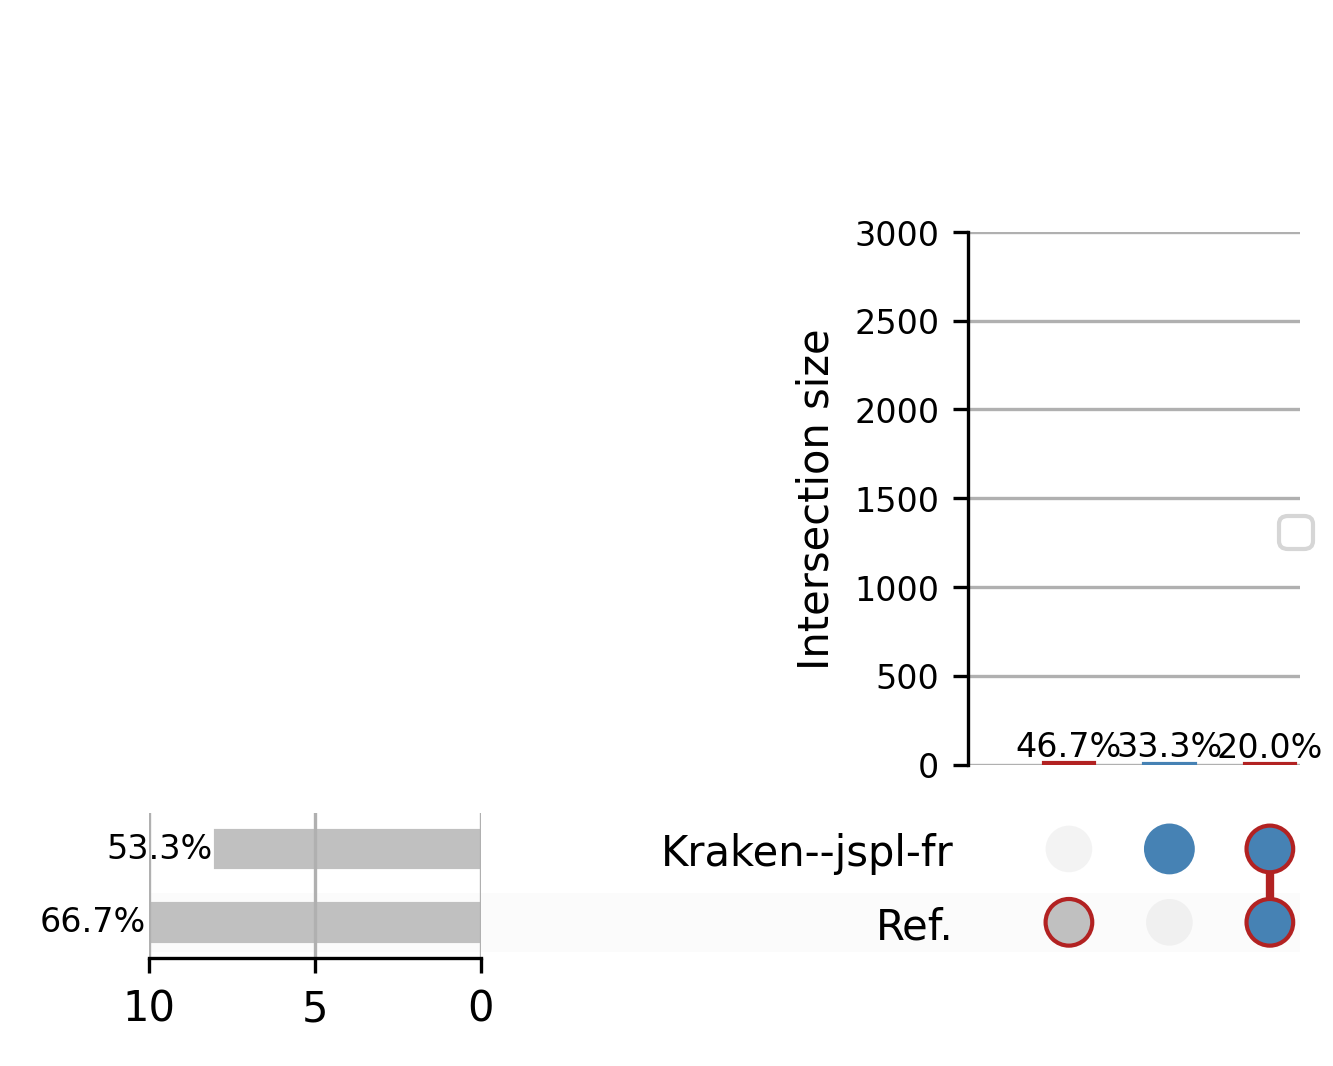 3000
2500
2000
1500
1000
500
0
Intersection size
46.7% 33.3% 20.0%
53.3%
66.7%
10 5 0
Kraken--jspl-fr
Ref.